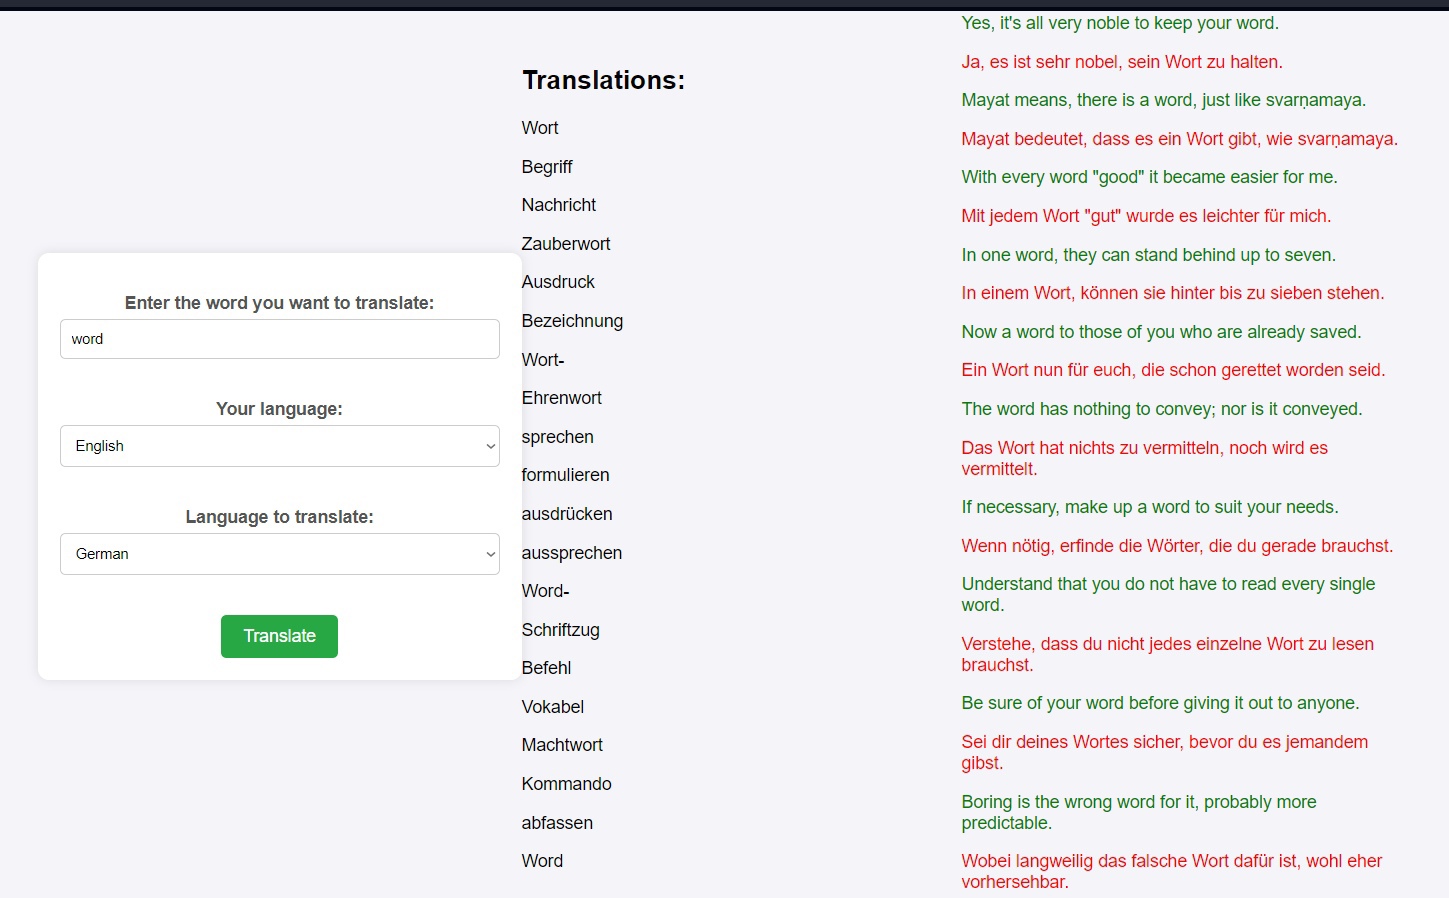 Enter the word you want to translate:
word
Your language:
English
Language to translate:
German
Translate
Translations:
Wort
Begriff
Nachricht
Zauberwort
Ausdruck
Bezeichnung
Wort-
Ehrenwort
sprechen
formulieren
ausdrücken
aussprechen
Word-
Schriftzug
Befehl
Vokabel
Machtwort
Kommando
abfassen
Word
Yes, it's all very noble to keep your word.
Ja, es ist sehr nobel, sein Wort zu halten.
Mayat means, there is a word, just like svarṇamaya.
Mayat bedeutet, dass es ein Wort gibt, wie svarṇamaya.
With every word "good" it became easier for me.
Mit jedem Wort "gut" wurde es leichter für mich.
In one word, they can stand behind up to seven.
In einem Wort, können sie hinter bis zu sieben stehen.
Now a word to those of you who are already saved.
Ein Wort nun für euch, die schon gerettet worden seid.
The word has nothing to convey; nor is it conveyed.
Das Wort hat nichts zu vermitteln, noch wird es
vermittelt.
If necessary, make up a word to suit your needs.
Wenn nötig, erfinde die Wörter, die du gerade brauchst.
Understand that you do not have to read every single
word.
Verstehe, dass du nicht jedes einzelne Wort zu lesen
brauchst.
Be sure of your word before giving it out to anyone.
Sei dir deines Wortes sicher, bevor du es jemandem
gibst.
Boring is the wrong word for it, probably more
predictable.
Wobei langweilig das falsche Wort dafür ist, wohl eher
vorhersehbar.